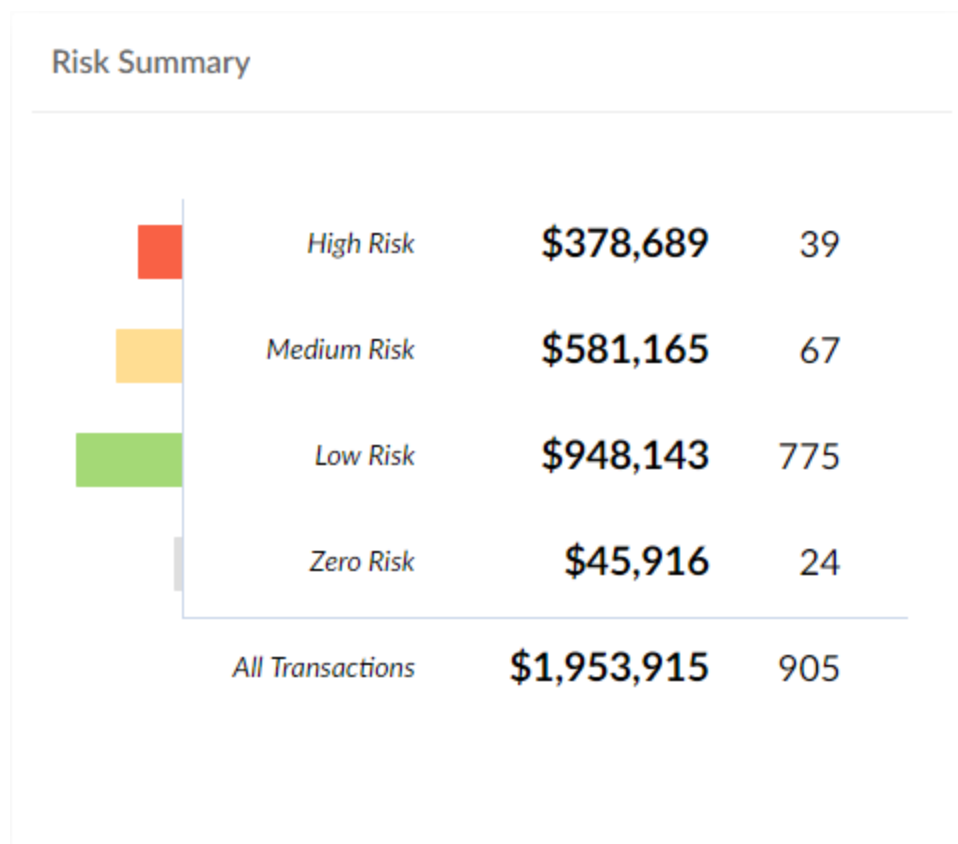 Risk Summary
High Risk $378,689 39
Medium Risk $581,165 67
Low Risk $948,143 775
Zero Risk $45,916 24
All Transactions $1,953,915 905